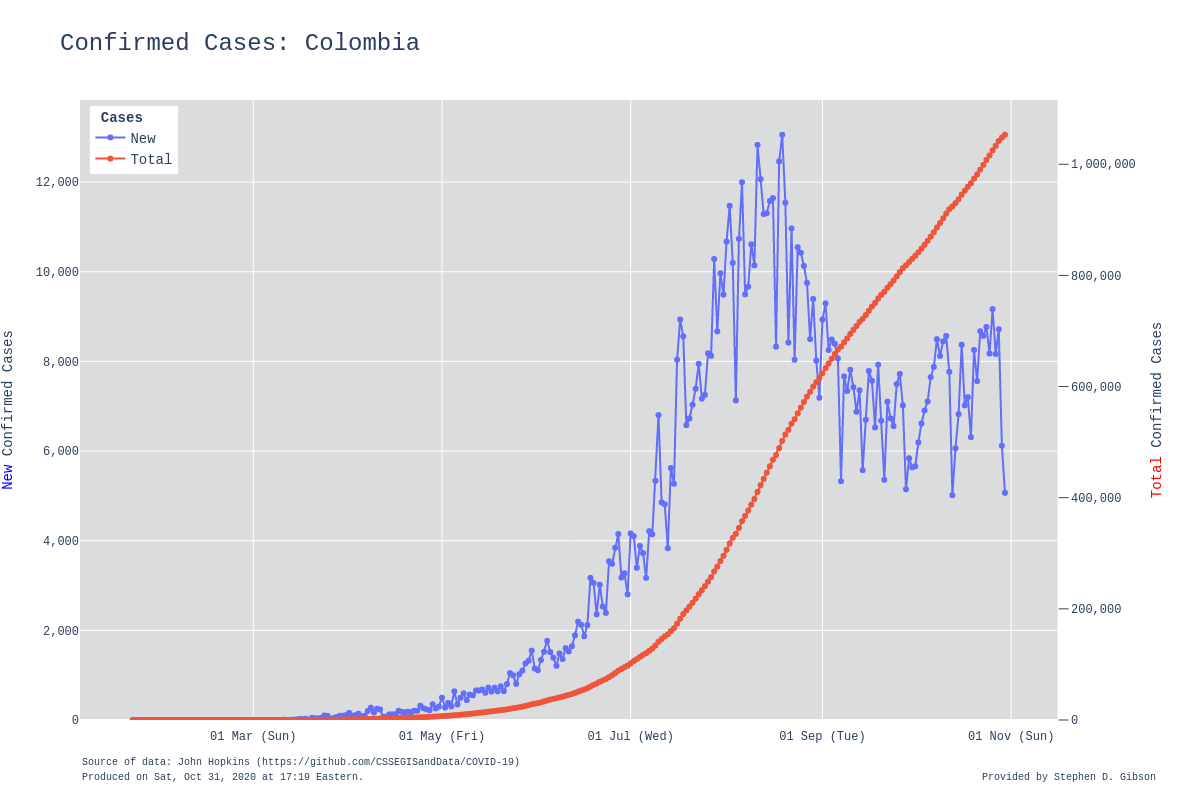 Confirmed Cases: Colombia
Cases
New
Total
12,000
10,000
8,000
6,000
4,000
2,000
0
1,000,000
800,000
600,000
400,000
200,000
0
New Confirmed Cases
Total Confirmed Cases
01 Mar (Sun) 01 May (Fri) 01 Jul (Wed) 01 Sep (Tue) 01 Nov (Sun)
Source of data: John Hopkins (https://github.com/CSSEGISandData/COVID-19)
Produced on Sat, Oct 31, 2020 at 17:19 Eastern.
Provided by Stephen D. Gibson